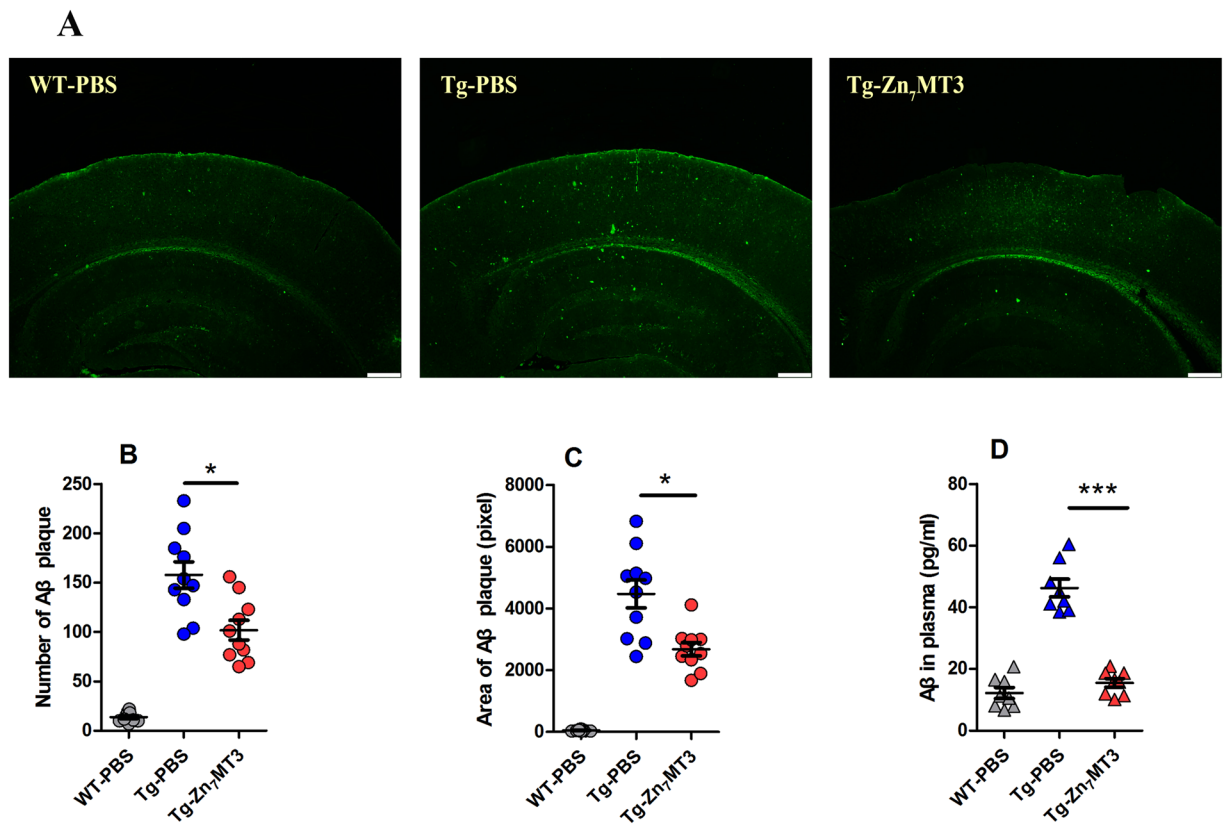 A
WT-PBS
Tg-PBS
Tg-Zn₇MT3
B
*
Number of Aβ plaque
250
200
150
100
50
0
WT-PBS
Tg-PBS
Tg-Zn₇MT3
C
*
Area of Aβ plaque (pixel)
8000
6000
4000
2000
0
WT-PBS
Tg-PBS
Tg-Zn₇MT3
D
***
Aβ in plasma (pg/ml)
80
60
40
20
0
WT-PBS
Tg-PBS
Tg-Zn₇MT3